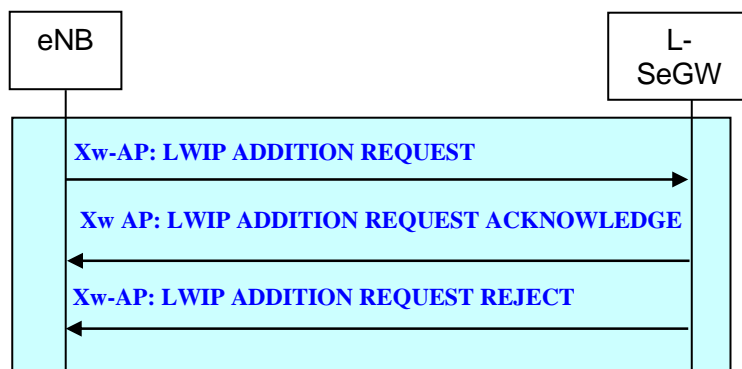 eNB
L-
SeGW
Xw-AP: LWIP ADDITION REQUEST
Xw AP: LWIP ADDITION REQUEST ACKNOWLEDGE
Xw-AP: LWIP ADDITION REQUEST REJECT